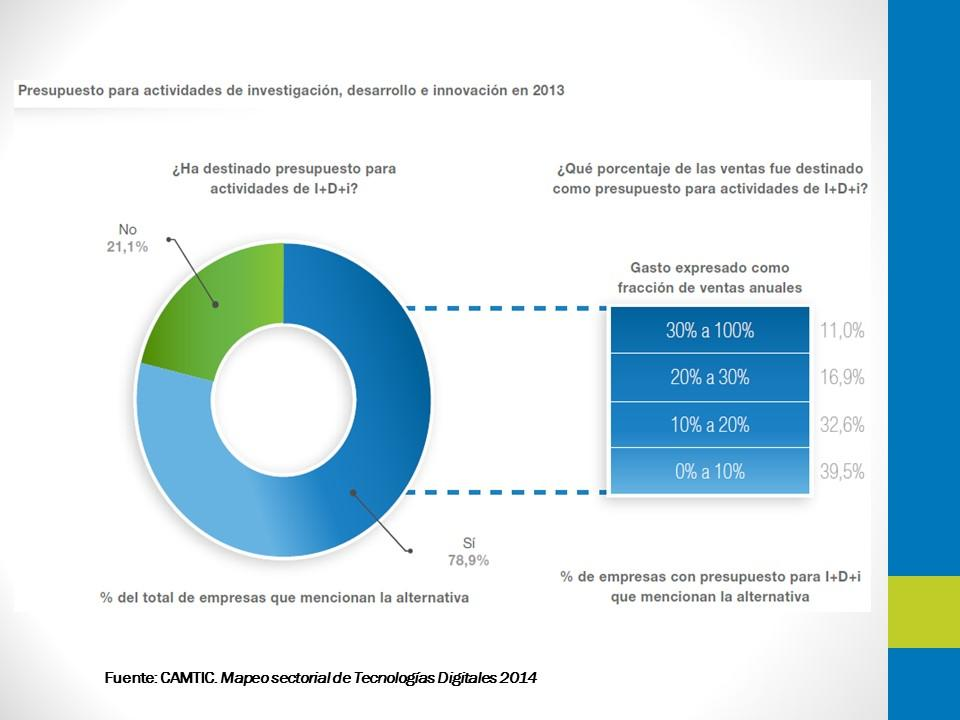 Presupuesto para actividades de investigación, desarrollo e innovación en 2013
¿Ha destinado presupuesto para
actividades de I+D+i?
No
21,1%
Sí
78,9%
% del total de empresas que mencionan la alternativa
¿Qué porcentaje de las ventas fue destinado
como presupuesto para actividades de I+D+i?
Gasto expresado como
fracción de ventas anuales
30% a 100% 11,0%
20% a 30% 16,9%
10% a 20% 32,6%
0% a 10% 39,5%
% de empresas con presupuesto para I+D+i
que mencionan la alternativa
Fuente: CAMTIC. Mapeo sectorial de Tecnologías Digitales 2014